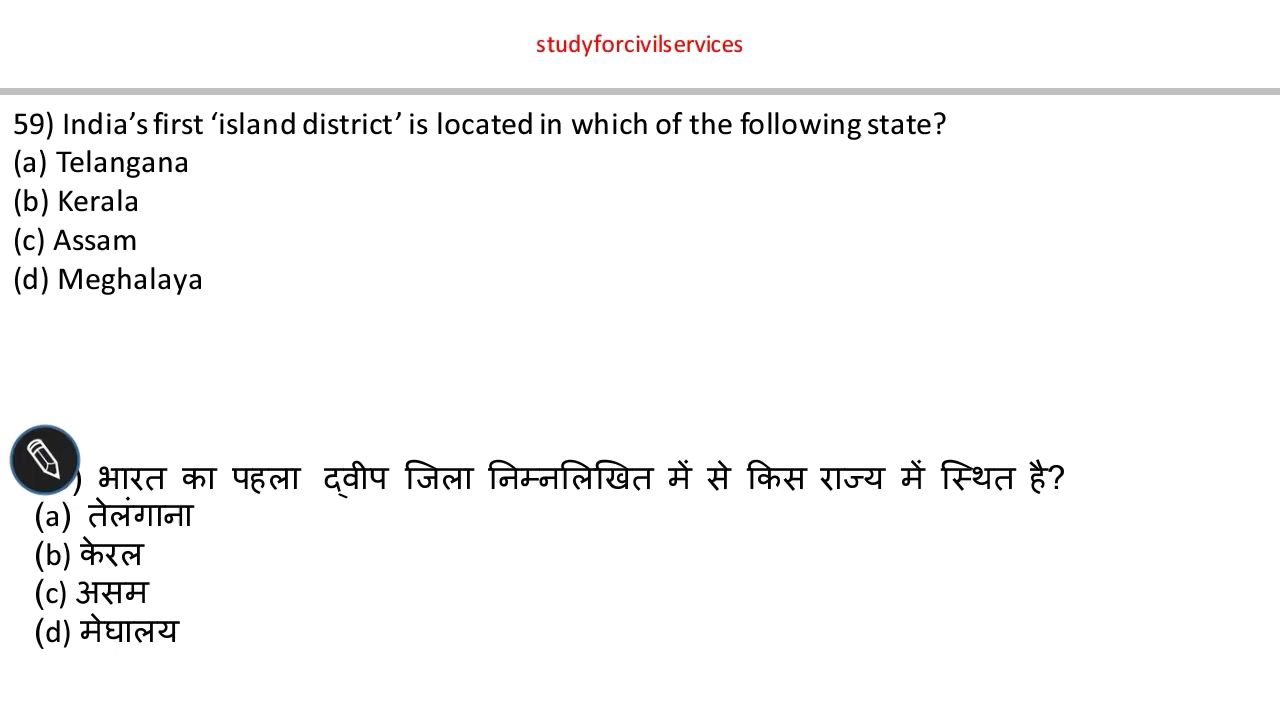 studyforcivilservices
59) India’s first ‘island district’ is located in which of the following state?
(a) Telangana
(b) Kerala
(c) Assam
(d) Meghalaya
) भारत का पहला द्वीप जिला निम्नलिखित में से किस राज्य में स्थित है?
(a) तेलंगाना
(b) केरल
(c) असम
(d) मेघालय